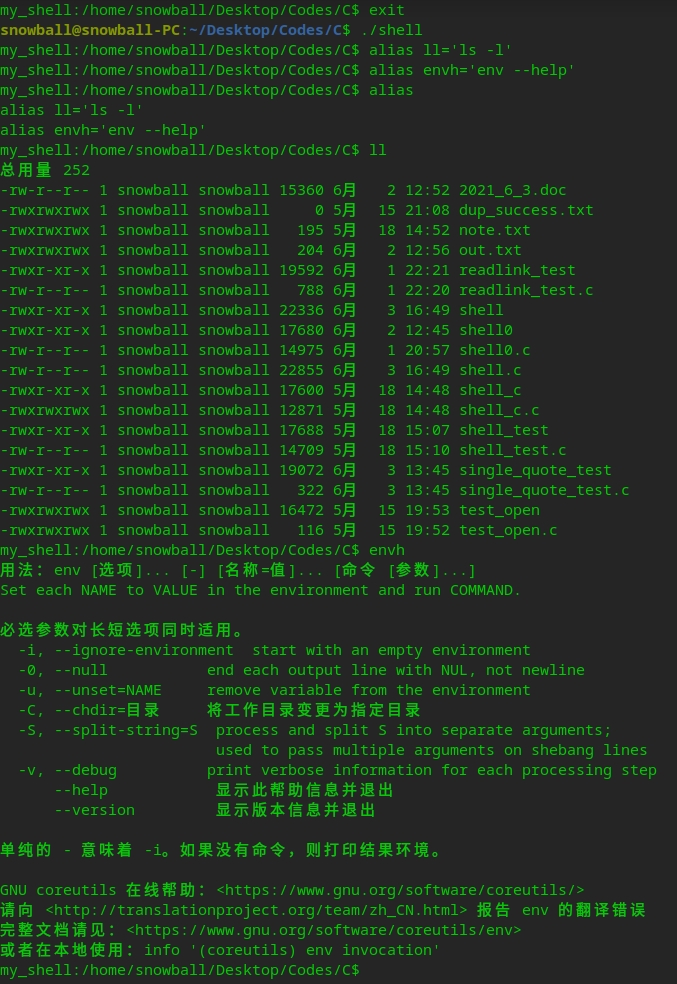 my_shell:/home/snowball/Desktop/Codes/C$ exit
snowball@snowball-PC:~/Desktop/Codes/C$ ./shell
my_shell:/home/snowball/Desktop/Codes/C$ alias ll='ls -l'
my_shell:/home/snowball/Desktop/Codes/C$ alias envh='env --help'
my_shell:/home/snowball/Desktop/Codes/C$ alias
alias ll='ls -l'
alias envh='env --help'
my_shell:/home/snowball/Desktop/Codes/C$ ll
总用量 252
-rw-r--r-- 1 snowball snowball 15360 6月   2 12:52 2021_6_3.doc
-rwxrwxrwx 1 snowball snowball     0 5月  15 21:08 dup_success.txt
-rwxrwxrwx 1 snowball snowball   195 5月  18 14:52 note.txt
-rwxrwxrwx 1 snowball snowball   204 6月   2 12:56 out.txt
-rwxr-xr-x 1 snowball snowball 19592 6月   1 22:21 readlink_test
-rw-r--r-- 1 snowball snowball   788 6月   1 22:20 readlink_test.c
-rwxr-xr-x 1 snowball snowball 22336 6月   3 16:49 shell
-rwxr-xr-x 1 snowball snowball 17680 6月   2 12:45 shell0
-rw-r--r-- 1 snowball snowball 14975 6月   1 20:57 shell0.c
-rw-r--r-- 1 snowball snowball 22855 6月   3 16:49 shell.c
-rwxr-xr-x 1 snowball snowball 17600 5月  18 14:48 shell_c
-rwxrwxrwx 1 snowball snowball 12871 5月  18 14:48 shell_c.c
-rwxr-xr-x 1 snowball snowball 17688 5月  18 15:07 shell_test
-rw-r--r-- 1 snowball snowball 14709 5月  18 15:10 shell_test.c
-rwxr-xr-x 1 snowball snowball 19072 6月   3 13:45 single_quote_test
-rw-r--r-- 1 snowball snowball   322 6月   3 13:45 single_quote_test.c
-rwxrwxrwx 1 snowball snowball 16472 5月  15 19:53 test_open
-rwxrwxrwx 1 snowball snowball   116 5月  15 19:52 test_open.c
my_shell:/home/snowball/Desktop/Codes/C$ envh
用法：env [选项]... [-] [名称=值]... [命令 [参数]...]
Set each NAME to VALUE in the environment and run COMMAND.

必选参数对长短选项同时适用。
  -i, --ignore-environment  start with an empty environment
  -0, --null           end each output line with NUL, not newline
  -u, --unset=NAME     remove variable from the environment
  -C, --chdir=目录     将工作目录变更为指定目录
  -S, --split-string=S  process and split S into separate arguments;
                        used to pass multiple arguments on shebang lines
  -v, --debug          print verbose information for each processing step
      --help            显示此帮助信息并退出
      --version         显示版本信息并退出

单纯的 - 意味着 -i。如果没有命令，则打印结果环境。

GNU coreutils 在线帮助：<https://www.gnu.org/software/coreutils/>
请向 <http://translationproject.org/team/zh_CN.html> 报告 env 的翻译错误
完整文档请见：<https://www.gnu.org/software/coreutils/env>
或者在本地使用：info '(coreutils) env invocation'
my_shell:/home/snowball/Desktop/Codes/C$